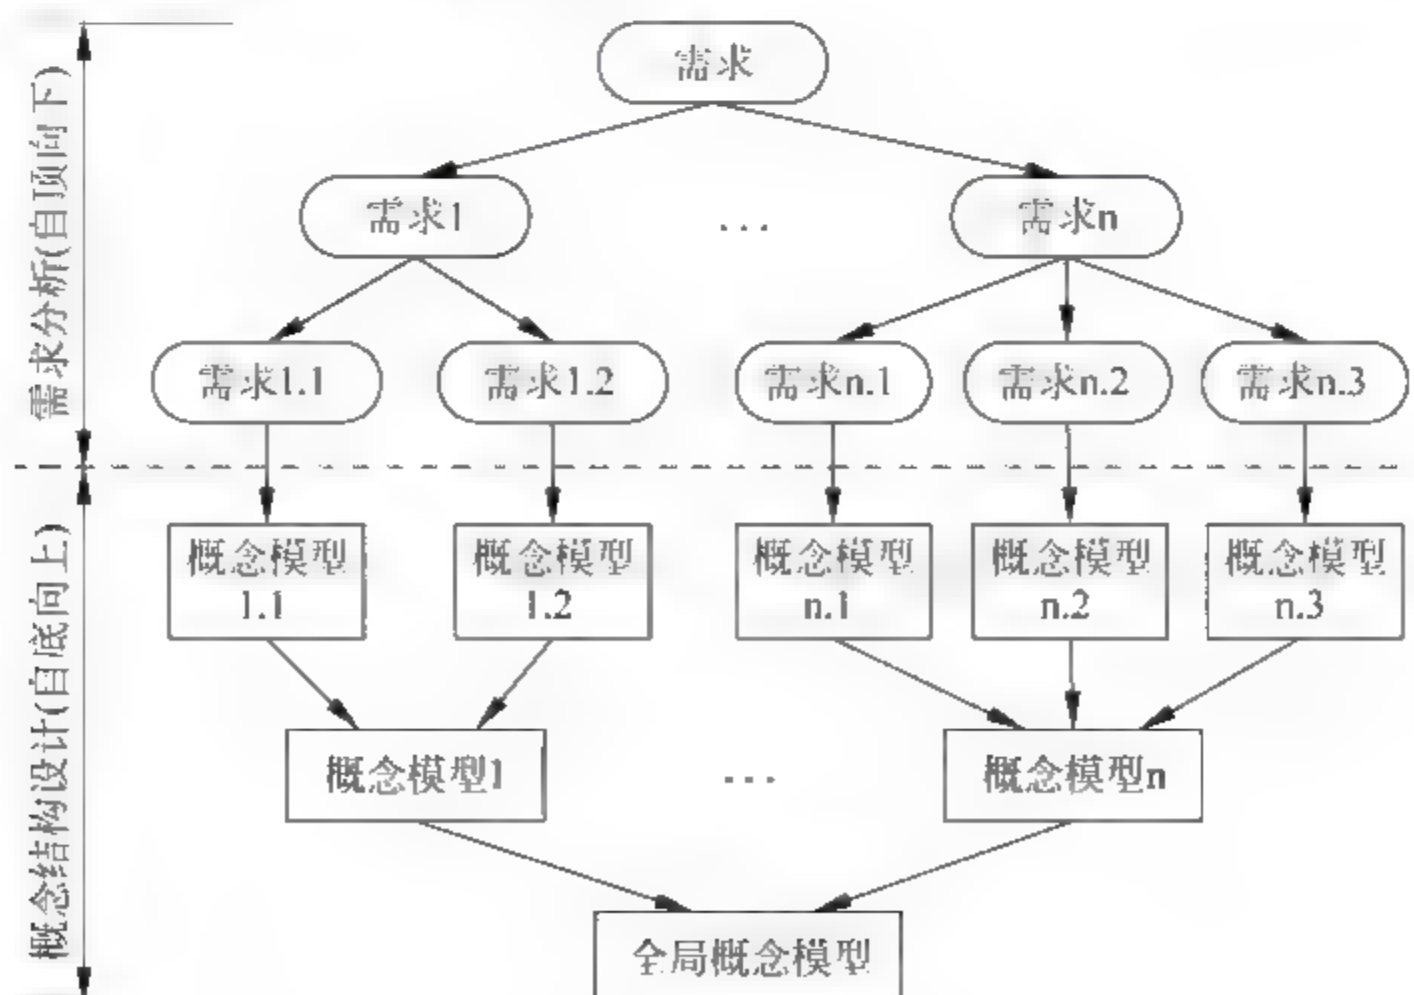 需求
需求分析(自顶向下)
需求1
…
需求n
需求1.1
需求1.2
需求n.1
需求n.2
需求n.3
概念结构设计(自底向上)
概念模型
1.1
概念模型
1.2
概念模型
n.1
概念模型
n.2
概念模型
n.3
概念模型1
…
概念模型n
全局概念模型